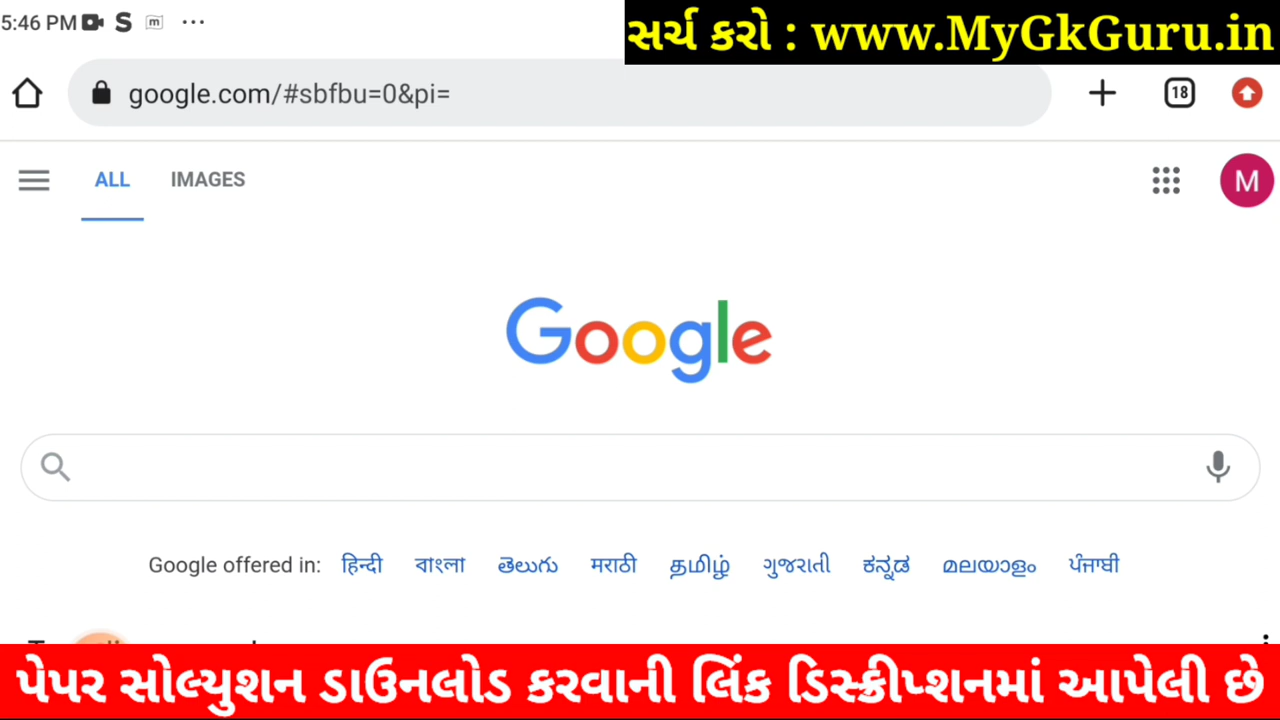 5:46 PM
સર્ચ કરો : www.MyGkGuru.in
google.com/#sbfbu=0&pi=
18
ALL IMAGES
M
Google
Google offered in: हिन्दी বাংলা తెలుగు मराठी தமிழ் ગુજરાતી ಕನ್ನಡ മലയാളം ਪੰਜਾਬੀ
પેપર સોલ્યુશન ડાઉનલોડ કરવાની લિંક ડિસ્ક્રીપ્શનમાં આપેલી છે